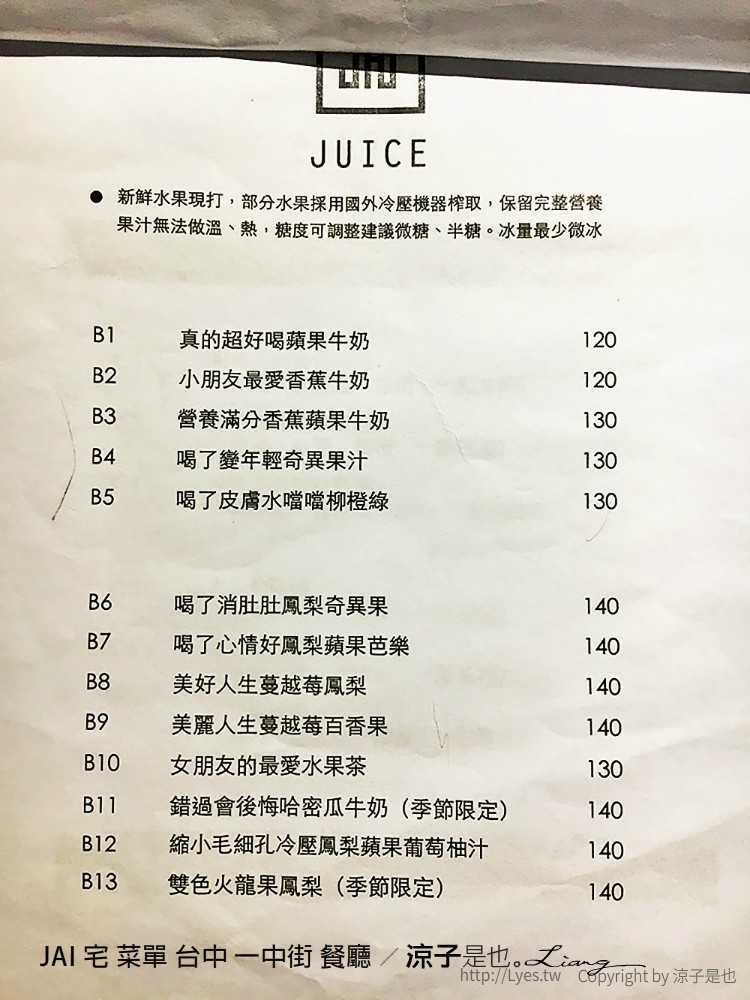 JAI
JUICE
● 新鮮水果現打，部分水果採用國外冷壓機器榨取，保留完整營養
果汁無法做溫、熱，糖度可調整建議微糖、半糖。冰量最少微冰
B1 真的超好喝蘋果牛奶 120
B2 小朋友最愛香蕉牛奶 120
B3 營養滿分香蕉蘋果牛奶 130
B4 喝了變年輕奇異果汁 130
B5 喝了皮膚水噹噹柳橙綠 130
B6 喝了消肚肚鳳梨奇異果 140
B7 喝了心情好鳳梨蘋果芭樂 140
B8 美好人生蔓越莓鳳梨 140
B9 美麗人生蔓越莓百香果 140
B10 女朋友的最愛水果茶 130
B11 錯過會後悔哈密瓜牛奶（季節限定） 140
B12 縮小毛細孔冷壓鳳梨蘋果葡萄柚汁 140
B13 雙色火龍果鳳梨（季節限定） 140
JAI 宅 菜單 台中 一中街 餐廳 ╱ 涼子是也。Liang
http://Lyes.tw Copyright by 涼子是也